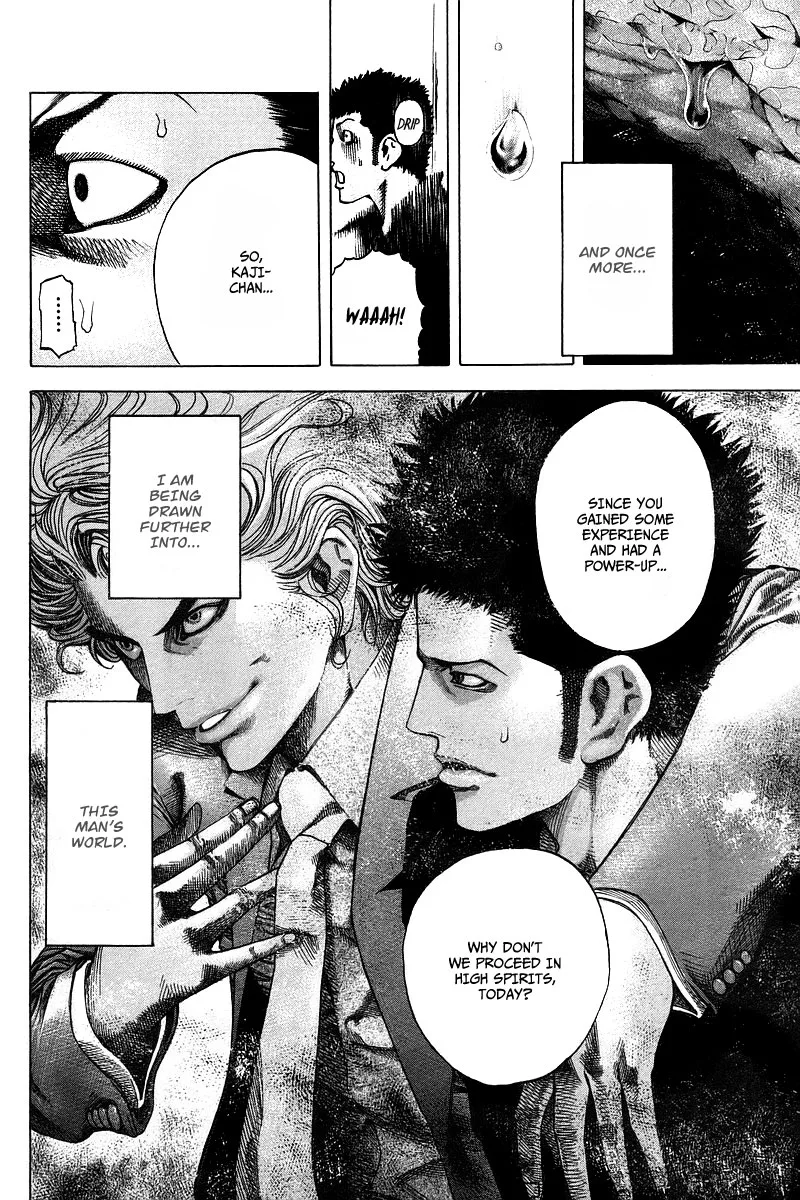 AND ONCE
MORE...
DRIP
WAAAH!
SO,
KAJI-
CHAN...
......
SINCE YOU
GAINED SOME
EXPERIENCE
AND HAD A
POWER-UP...
I AM
BEING
DRAWN
FURTHER
INTO...
THIS
MAN'S
WORLD.
WHY DON'T
WE PROCEED IN
HIGH SPIRITS,
TODAY?